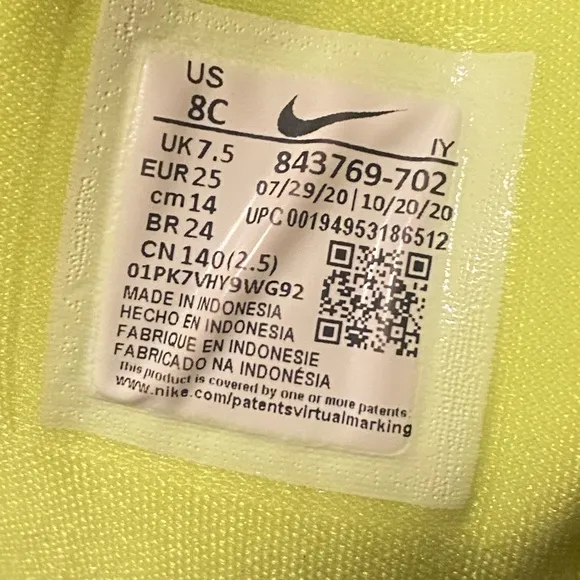 US
8C
IY
UK 7.5
843769-702
EUR 25
07/29/20 | 10/20/20
cm 14
UPC 00194953186512
BR 24
CN 140(2.5)
01PK7VHY9WG92
MADE IN INDONESIA
HECHO EN INDONESIA
FABRIQUE EN INDONESIE
FABRICADO NA INDONÉSIA
This product is covered by one or more patents:
www.nike.com/patentsvirtualmarking